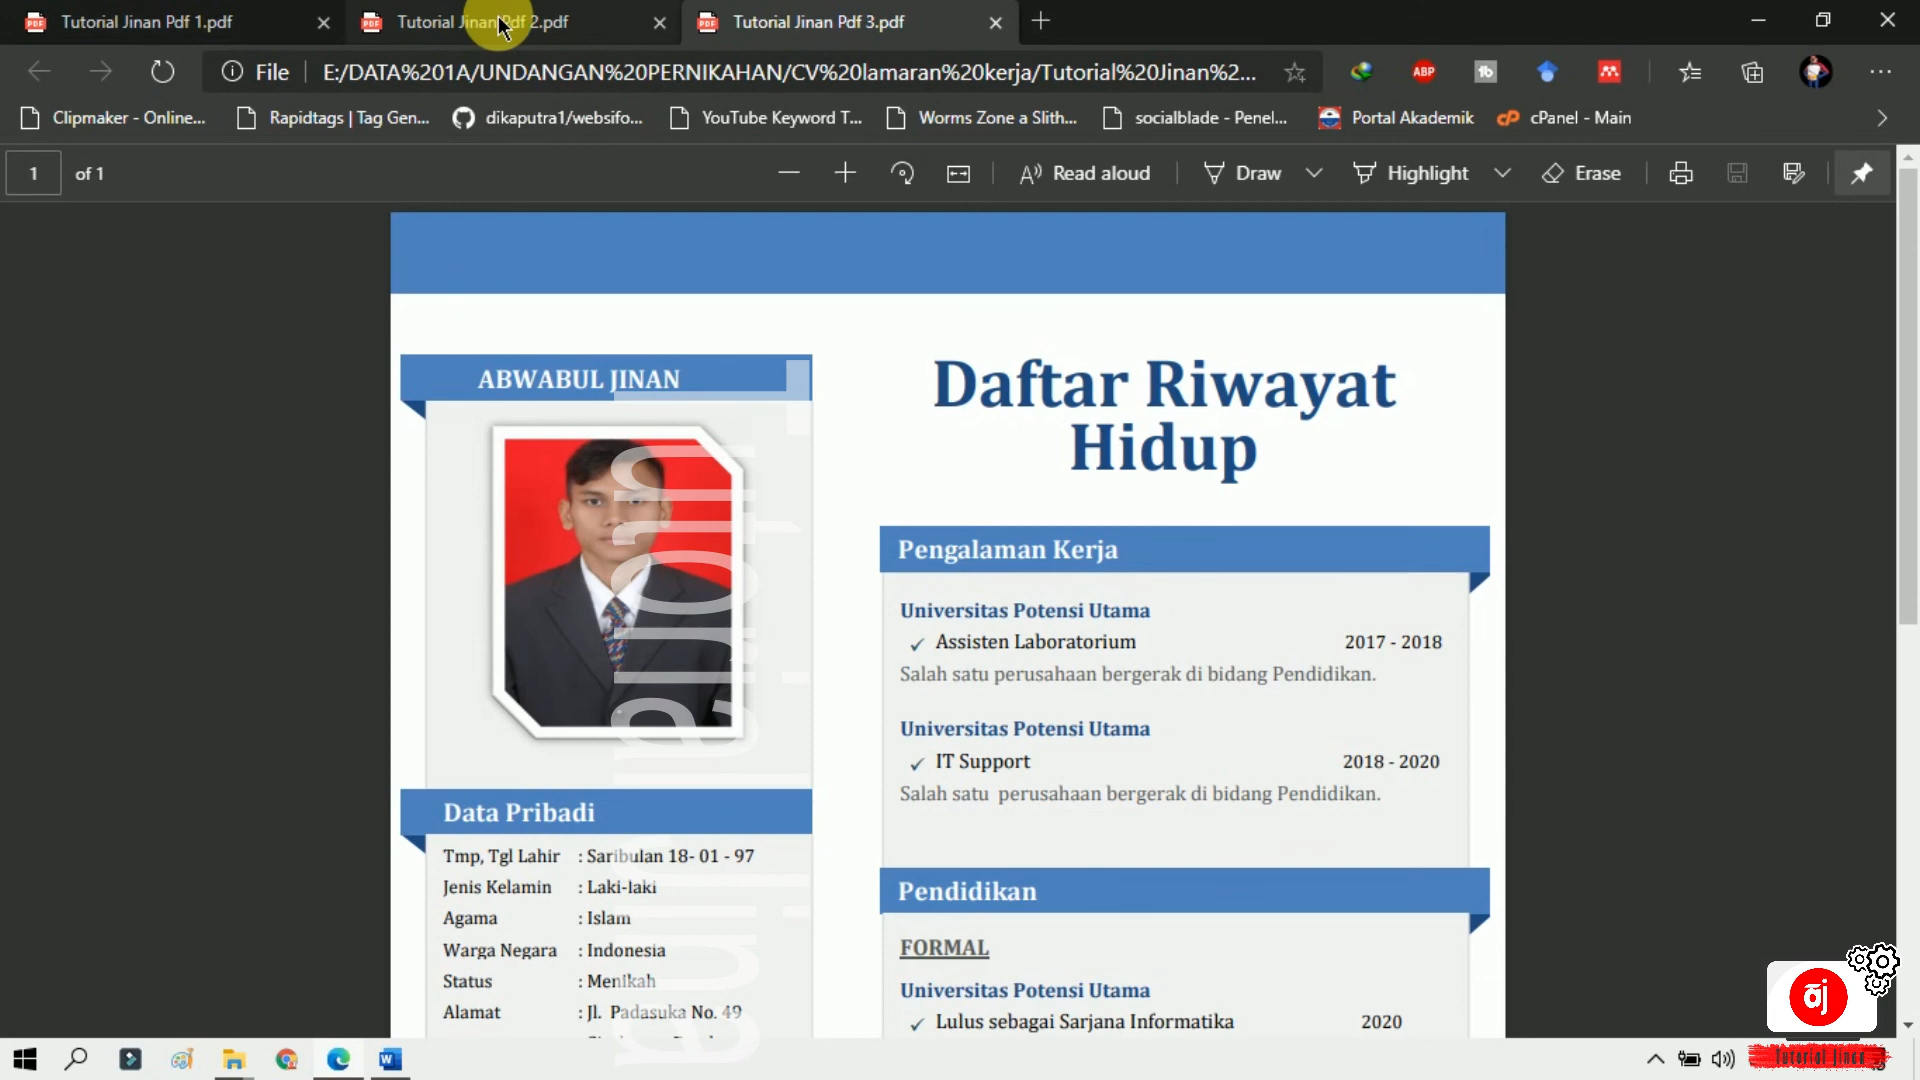 Tutorial Jinan Pdf 1.pdf
Tutorial Jinan Pdf 2.pdf
Tutorial Jinan Pdf 3.pdf
File
E:/DATA%201A/UNDANGAN%20PERNIKAHAN/CV%20lamaran%20kerja/Tutorial%20Jinan%2...
ABP
Clipmaker - Online...
Rapidtags | Tag Gen...
dikaputra1/websifo...
YouTube Keyword T...
Worms Zone a Slith...
socialblade - Penel...
Portal Akademik
cPanel - Main
1
of 1
Read aloud
Draw
Highlight
Erase
ABWABUL JINAN
Data Pribadi
Tmp, Tgl Lahir : Saribulan 18- 01 - 97
Jenis Kelamin : Laki-laki
Agama : Islam
Warga Negara : Indonesia
Status : Menikah
Alamat : Jl. Padasuka No. 49
Daftar Riwayat
Hidup
Pengalaman Kerja
Universitas Potensi Utama
Assisten Laboratorium 2017 - 2018
Salah satu perusahaan bergerak di bidang Pendidikan.
Universitas Potensi Utama
IT Support 2018 - 2020
Salah satu perusahaan bergerak di bidang Pendidikan.
Pendidikan
FORMAL
Universitas Potensi Utama
Lulus sebagai Sarjana Informatika 2020
aj
Tutorial Jinan